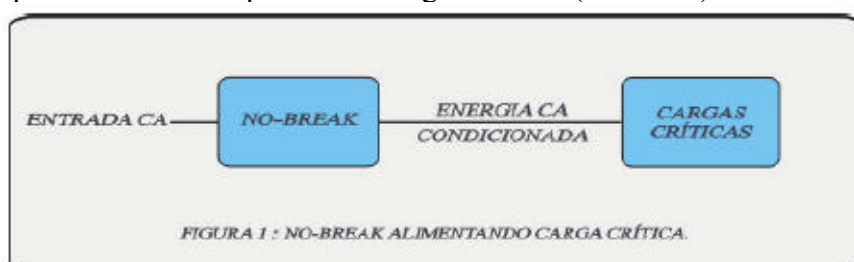 ENTRADA CA
NO-BREAK
ENERGIA CA
CONDICIONADA
CARGAS
CRÍTICAS
FIGURA 1 : NO-BREAK ALIMENTANDO CARGA CRÍTICA.